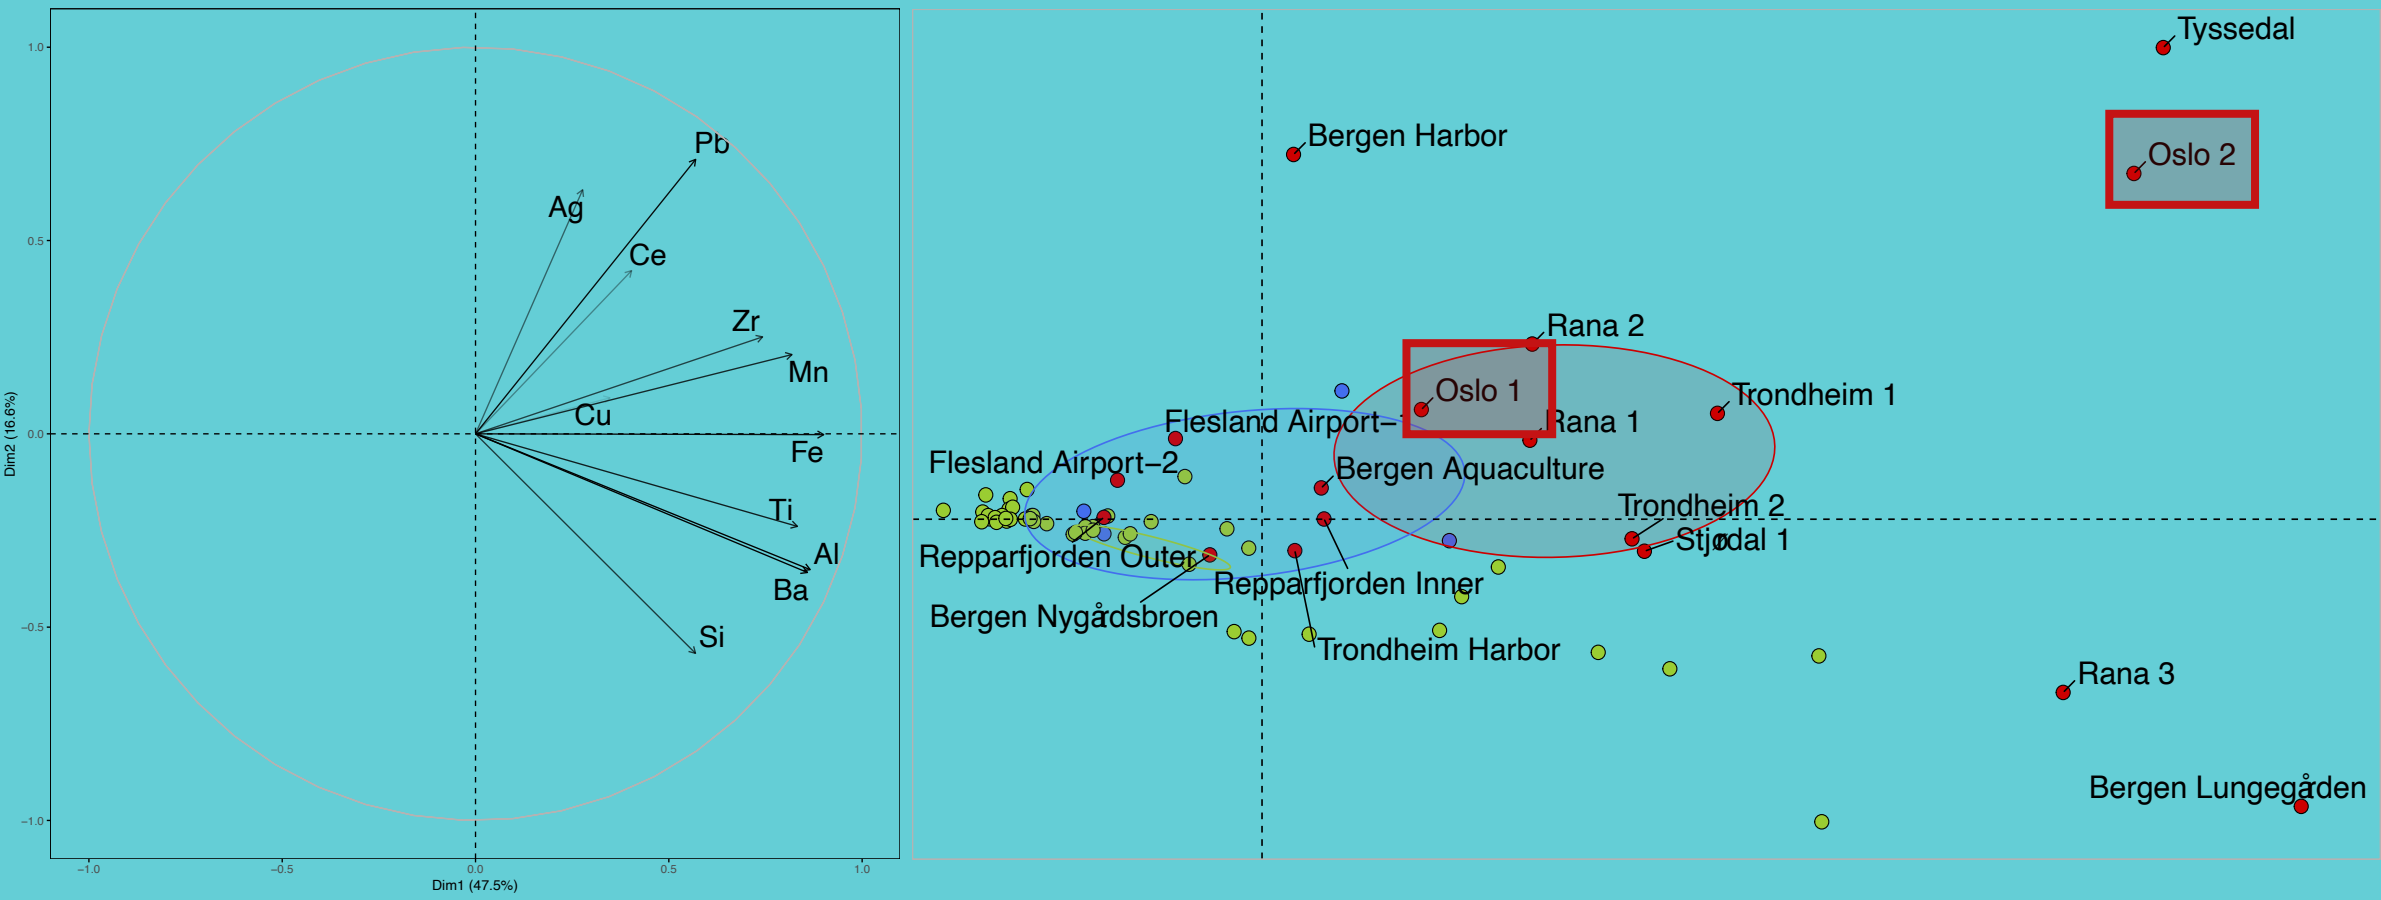 1.0
0.5
0.0
−0.5
−1.0
Dim2 (16.6%)
−1.0
−0.5
0.0
0.5
1.0
Dim1 (47.5%)
Pb
Ag
Ce
Zr
Mn
Cu
Fe
Ti
Al
Ba
Si
Tyssedal
Bergen Harbor
Oslo 2
Rana 2
Oslo 1
Trondheim 1
Flesland Airport−
Rana 1
Flesland Airport−2
Bergen Aquaculture
Trondheim 2
Stjørdal 1
Repparfjorden Outer
Repparfjorden Inner
Bergen Nygårdsbroen
Trondheim Harbor
Rana 3
Bergen Lungegården